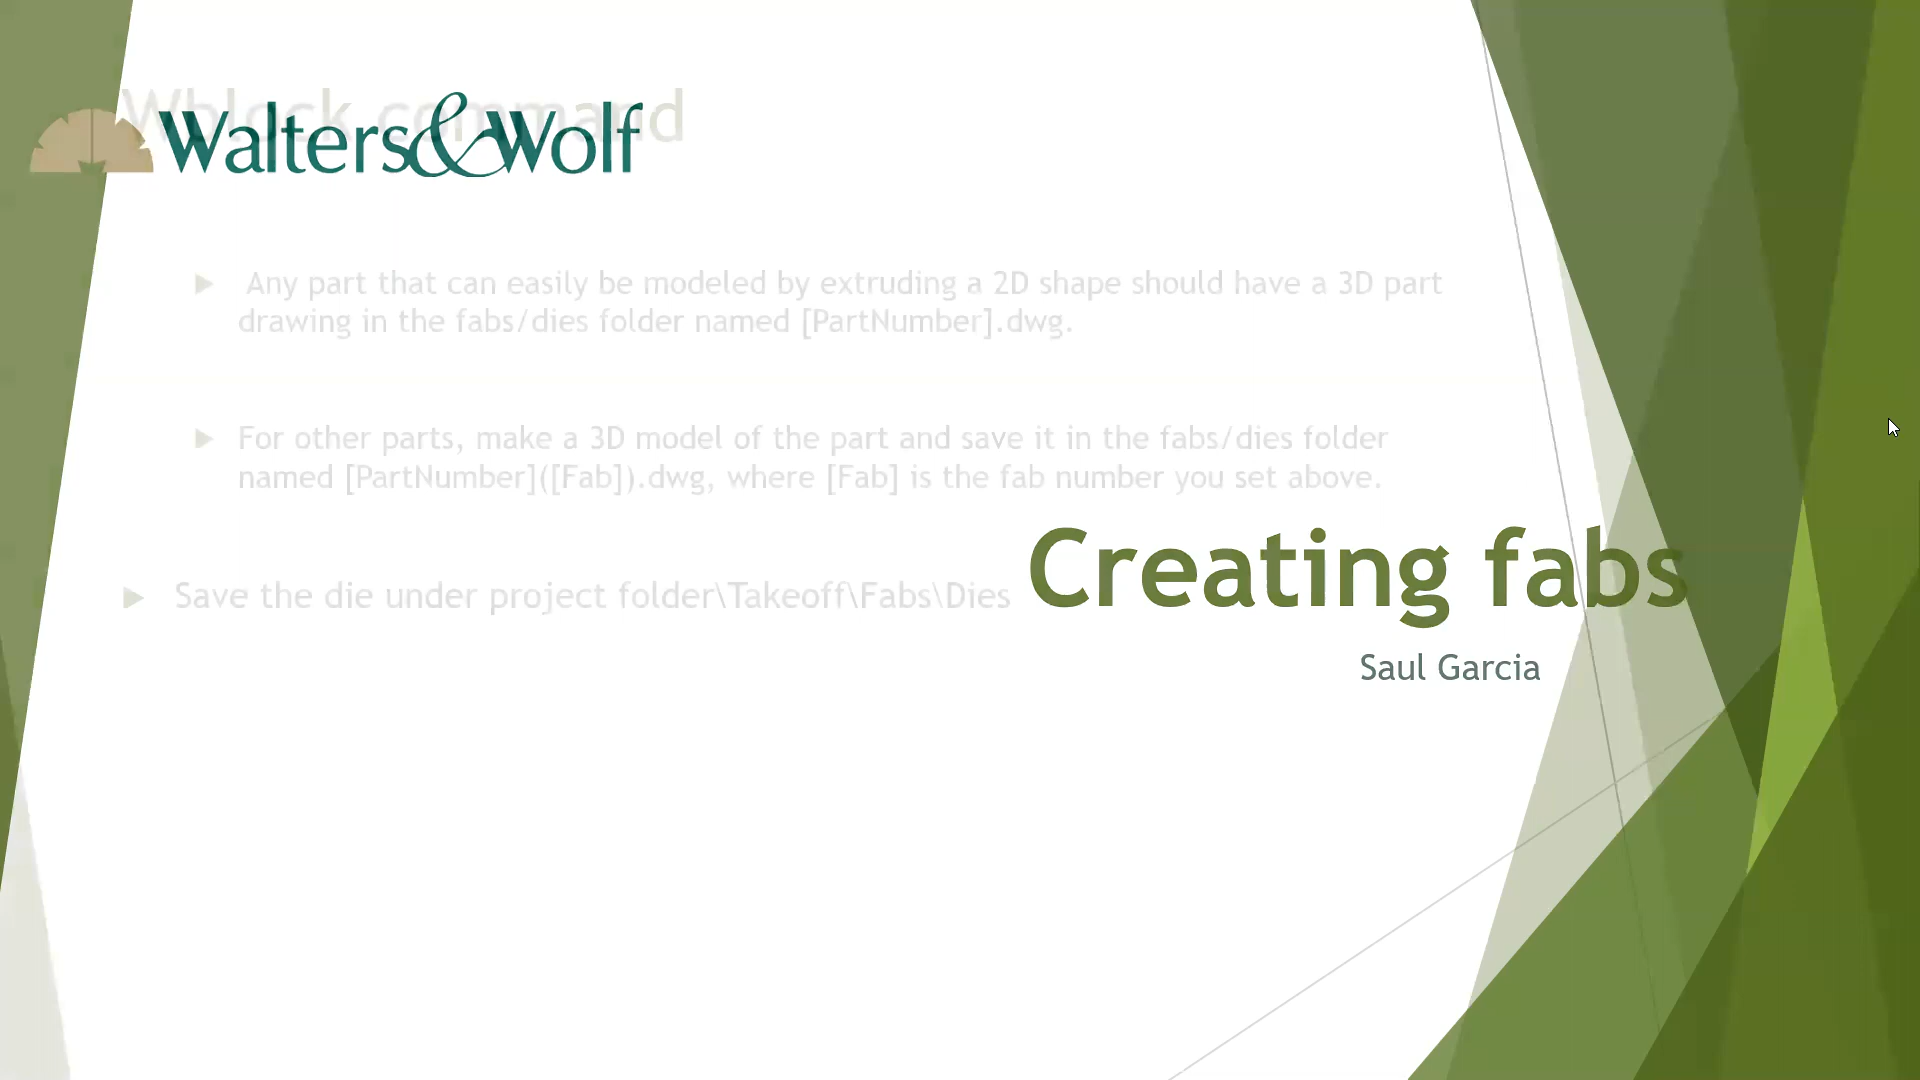 Wblock command
Walters&Wolf
Any part that can easily be modeled by extruding a 2D shape should have a 3D part
drawing in the fabs/dies folder named [PartNumber].dwg.
For other parts, make a 3D model of the part and save it in the fabs/dies folder
named [PartNumber]([Fab]).dwg, where [Fab] is the fab number you set above.
Save the die under project folder\Takeoff\Fabs\Dies
Creating fabs
Saul Garcia